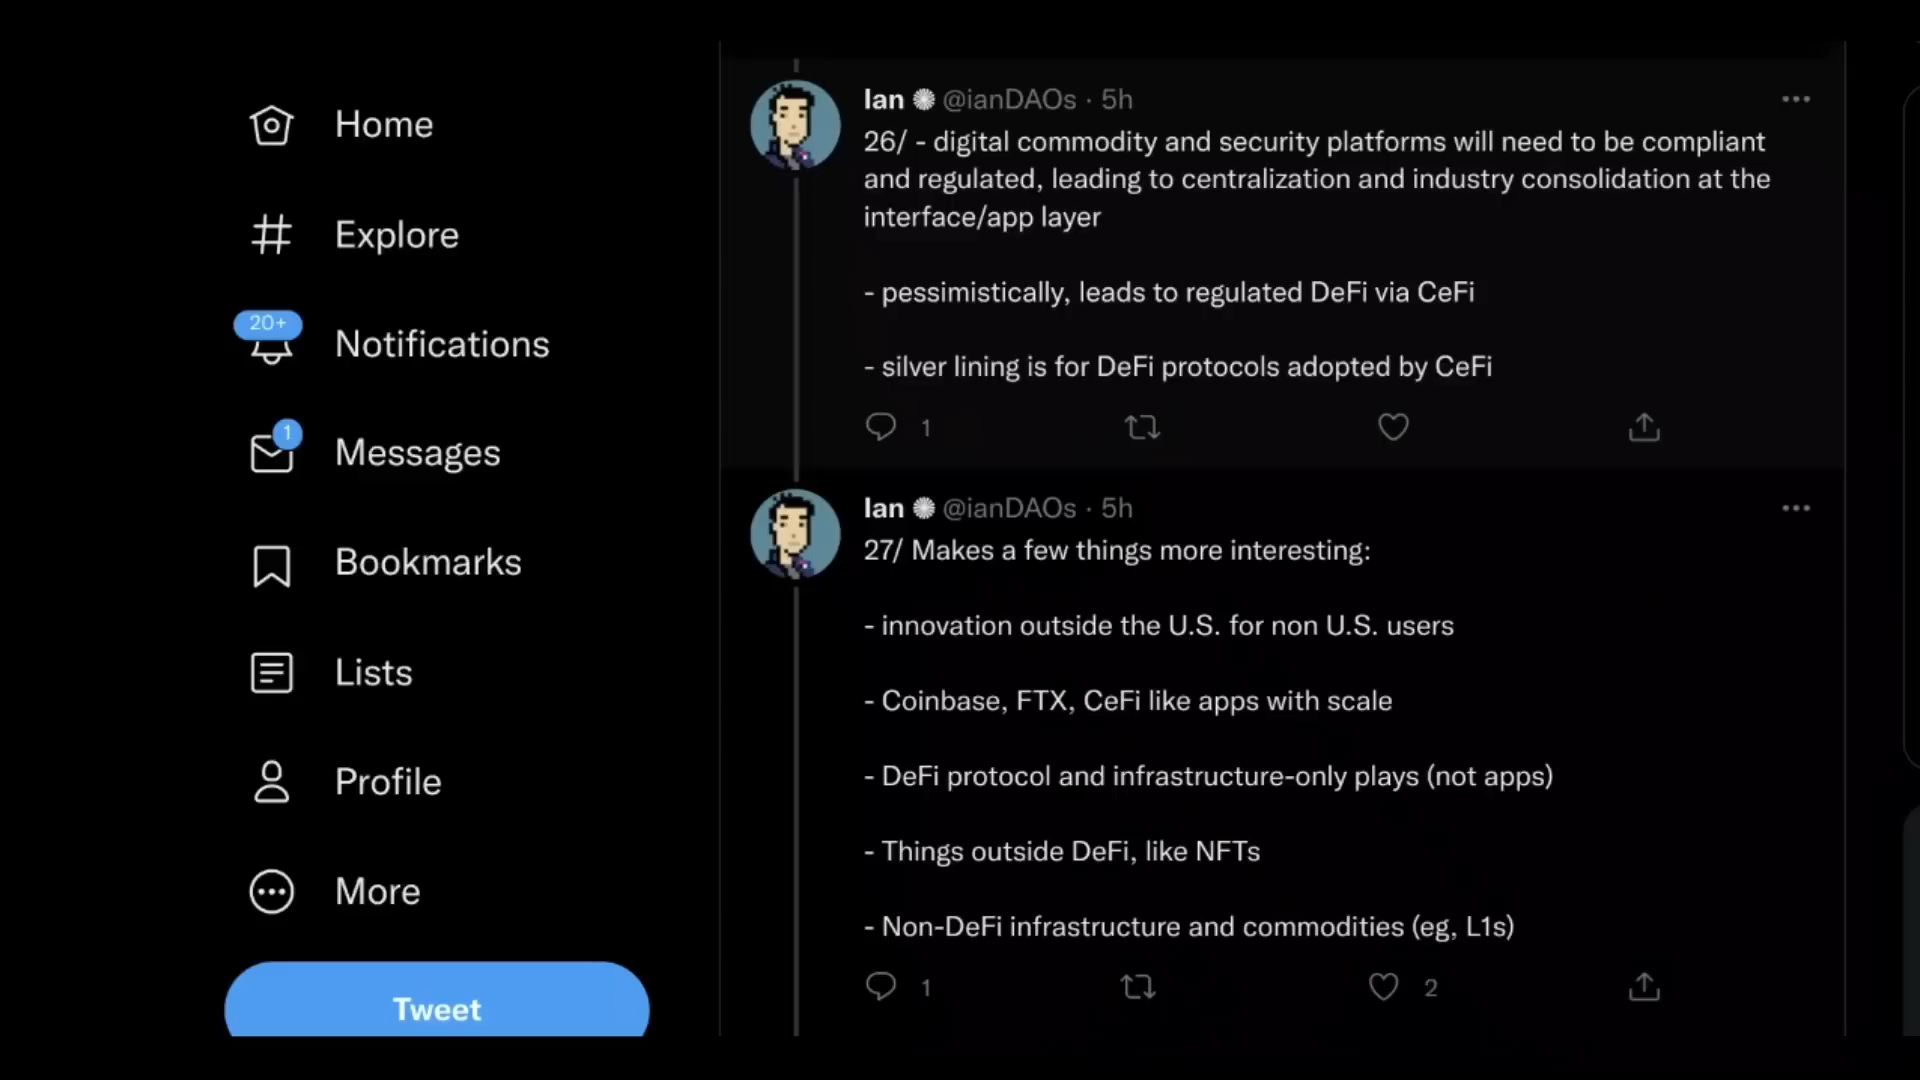 Home
Explore
20+
Notifications
1
Messages
Bookmarks
Lists
Profile
More
Tweet
Ian @ianDAOs · 5h
26/ - digital commodity and security platforms will need to be compliant
and regulated, leading to centralization and industry consolidation at the
interface/app layer
- pessimistically, leads to regulated DeFi via CeFi
- silver lining is for DeFi protocols adopted by CeFi
1
Ian @ianDAOs · 5h
27/ Makes a few things more interesting:
- innovation outside the U.S. for non U.S. users
- Coinbase, FTX, CeFi like apps with scale
- DeFi protocol and infrastructure-only plays (not apps)
- Things outside DeFi, like NFTs
- Non-DeFi infrastructure and commodities (eg, L1s)
1 2